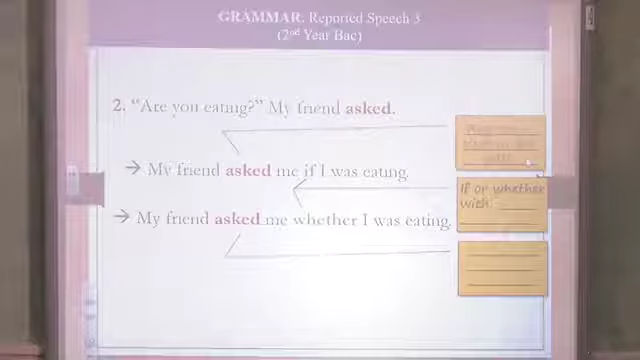 GRAMMAR: Reported Speech 3
(2nd Year Bac)
2. “Are you eating?” My friend asked.
→ My friend asked me if I was eating.
If or whether
with:
→ My friend asked me whether I was eating.